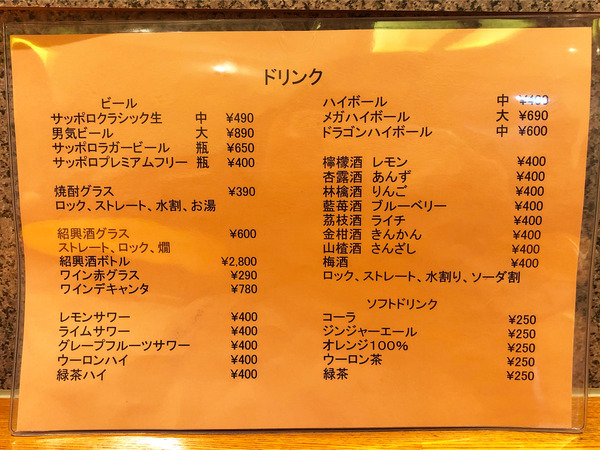 ドリンク
ビール
サッポロクラシック生 中 ¥490
男気ビール 大 ¥890
サッポロラガービール 瓶 ¥650
サッポロプレミアムフリー 瓶 ¥400
焼酎グラス ¥390
ロック、ストレート、水割、お湯
紹興酒グラス ¥600
ストレート、ロック、燗
紹興酒ボトル ¥2,800
ワイン赤グラス ¥290
ワインデキャンタ ¥780
レモンサワー ¥400
ライムサワー ¥400
グレープフルーツサワー ¥400
ウーロンハイ ¥400
緑茶ハイ ¥400
ハイボール 中
メガハイボール 大 ¥690
ドラゴンハイボール 中 ¥600
檸檬酒 レモン ¥400
杏露酒 あんず ¥400
林檎酒 りんご ¥400
藍苺酒 ブルーベリー ¥400
荔枝酒 ライチ ¥400
金柑酒 きんかん ¥400
山楂酒 さんざし ¥400
梅酒 ¥400
ロック、ストレート、水割り、ソーダ割
ソフトドリンク
コーラ ¥250
ジンジャーエール ¥250
オレンジ100% ¥250
ウーロン茶 ¥250
緑茶 ¥250